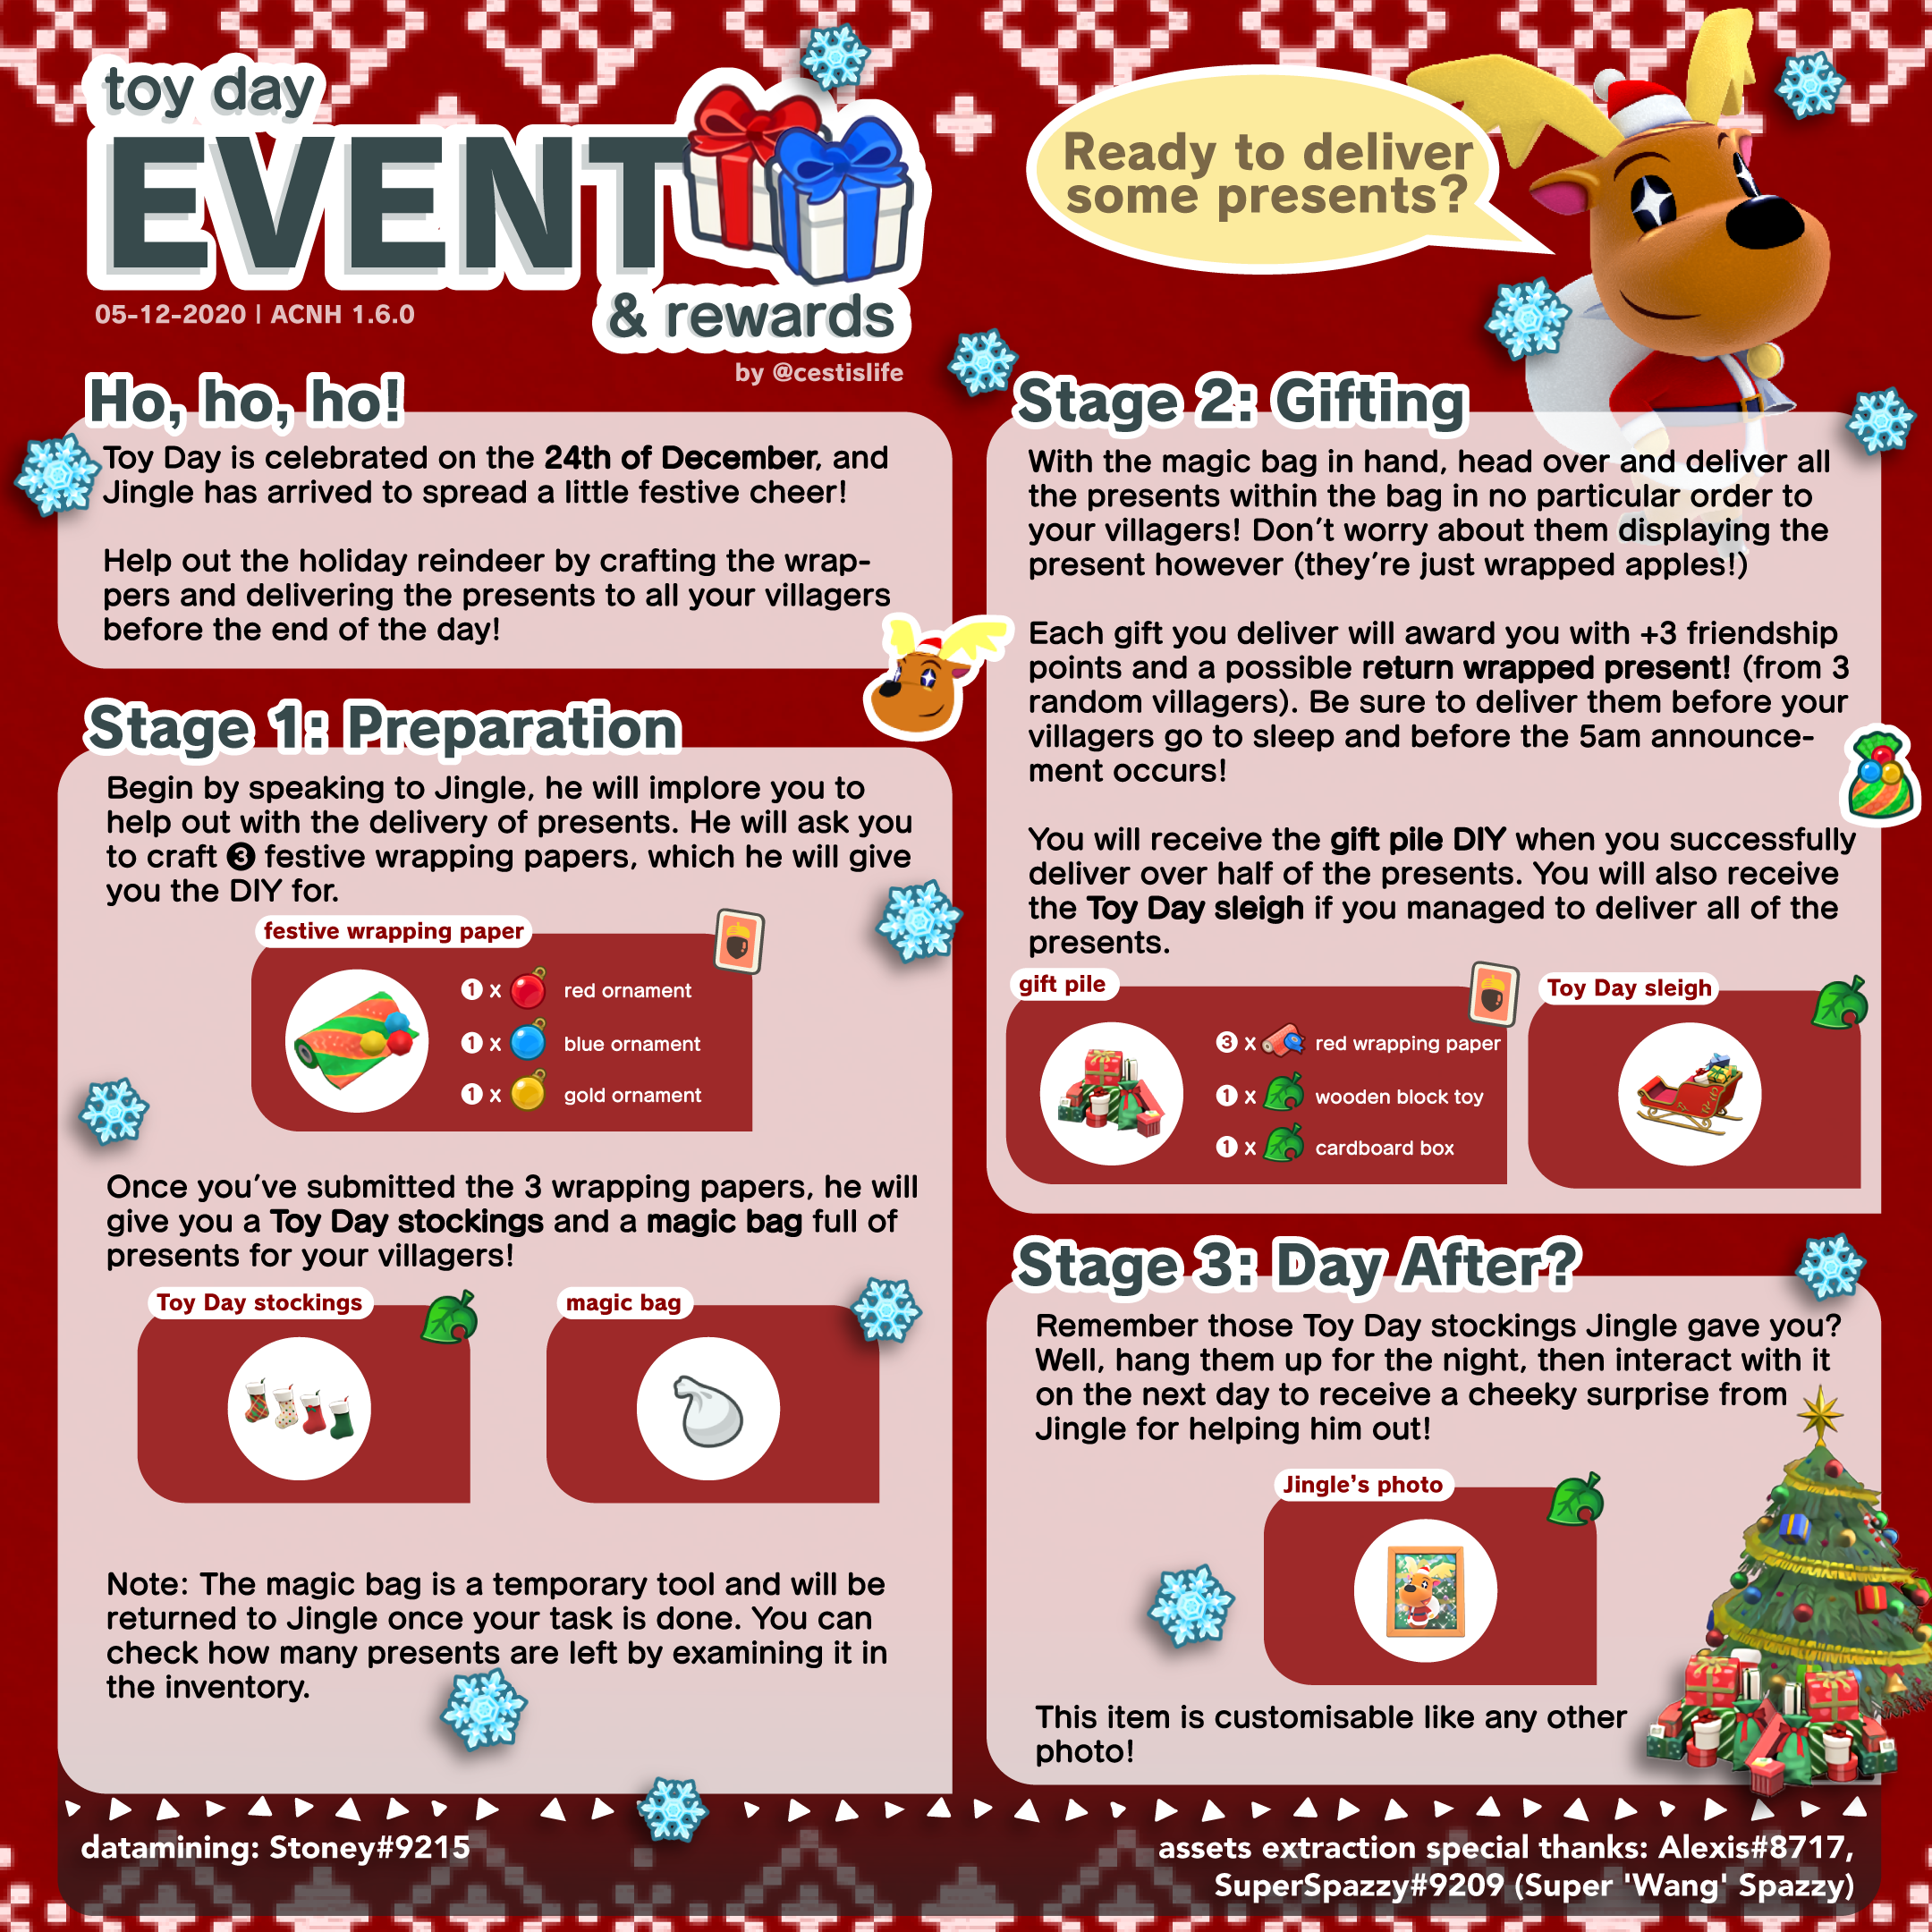 toy day
EVENT
& rewards
05-12-2020 | ACNH 1.6.0
by @cestislife
Ready to deliver
some presents?
Ho, ho, ho!
Toy Day is celebrated on the 24th of December, and
Jingle has arrived to spread a little festive cheer!
Help out the holiday reindeer by crafting the wrap-
pers and delivering the presents to all your villagers
before the end of the day!
Stage 1: Preparation
Begin by speaking to Jingle, he will implore you to
help out with the delivery of presents. He will ask you
to craft 3 festive wrapping papers, which he will give
you the DIY for.
festive wrapping paper
1 x red ornament
1 x blue ornament
1 x gold ornament
Once you've submitted the 3 wrapping papers, he will
give you a Toy Day stockings and a magic bag full of
presents for your villagers!
Toy Day stockings
magic bag
Note: The magic bag is a temporary tool and will be
returned to Jingle once your task is done. You can
check how many presents are left by examining it in
the inventory.
Stage 2: Gifting
With the magic bag in hand, head over and deliver all
the presents within the bag in no particular order to
your villagers! Don't worry about them displaying the
present however (they're just wrapped apples!)
Each gift you deliver will award you with +3 friendship
points and a possible return wrapped present! (from 3
random villagers). Be sure to deliver them before your
villagers go to sleep and before the 5am announce-
ment occurs!
You will receive the gift pile DIY when you successfully
deliver over half of the presents. You will also receive
the Toy Day sleigh if you managed to deliver all of the
presents.
gift pile
3 x red wrapping paper
1 x wooden block toy
1 x cardboard box
Toy Day sleigh
Stage 3: Day After?
Remember those Toy Day stockings Jingle gave you?
Well, hang them up for the night, then interact with it
on the next day to receive a cheeky surprise from
Jingle for helping him out!
Jingle's photo
This item is customisable like any other
photo!
datamining: Stoney#9215
assets extraction special thanks: Alexis#8717,
SuperSpazzy#9209 (Super 'Wang' Spazzy)